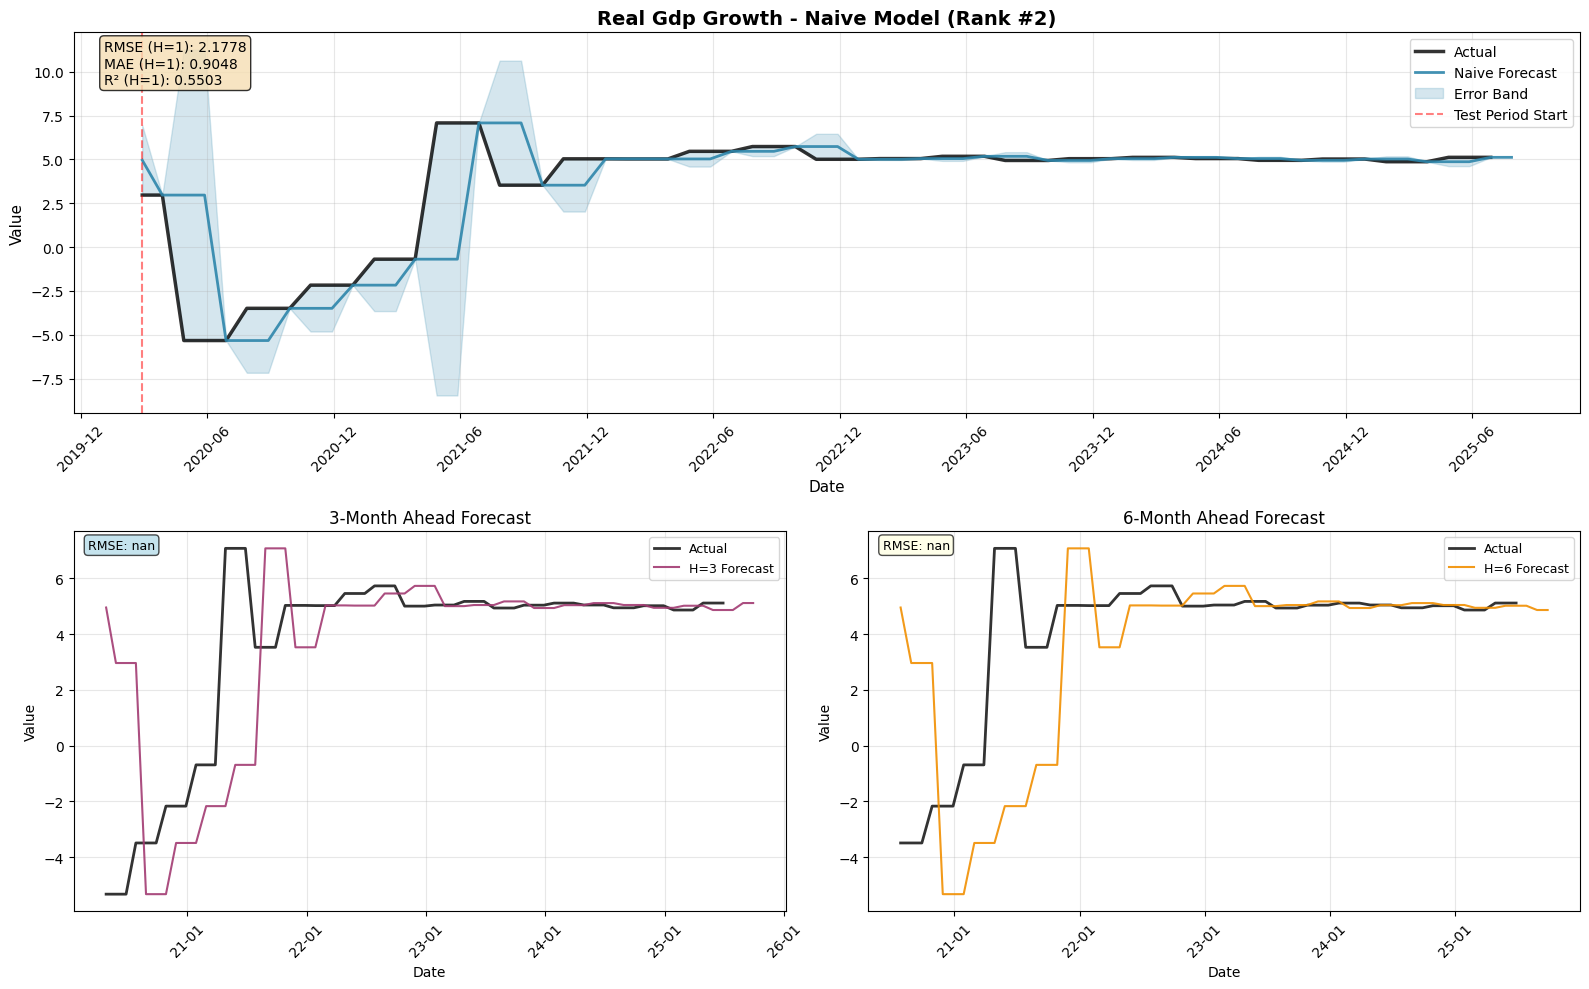 Real Gdp Growth - Naive Model (Rank #2)
RMSE (H=1): 2.1778
MAE (H=1): 0.9048
R² (H=1): 0.5503
Actual
Naive Forecast
Error Band
Test Period Start
Value
10.0
7.5
5.0
2.5
0.0
−2.5
−5.0
−7.5
2019-12
2020-06
2020-12
2021-06
2021-12
2022-06
2022-12
2023-06
2023-12
2024-06
2024-12
2025-06
Date
3-Month Ahead Forecast
RMSE: nan
Actual
H=3 Forecast
Value
6
4
2
0
−2
−4
21-01
22-01
23-01
24-01
25-01
26-01
Date
6-Month Ahead Forecast
RMSE: nan
Actual
H=6 Forecast
Value
6
4
2
0
−2
−4
21-01
22-01
23-01
24-01
25-01
Date